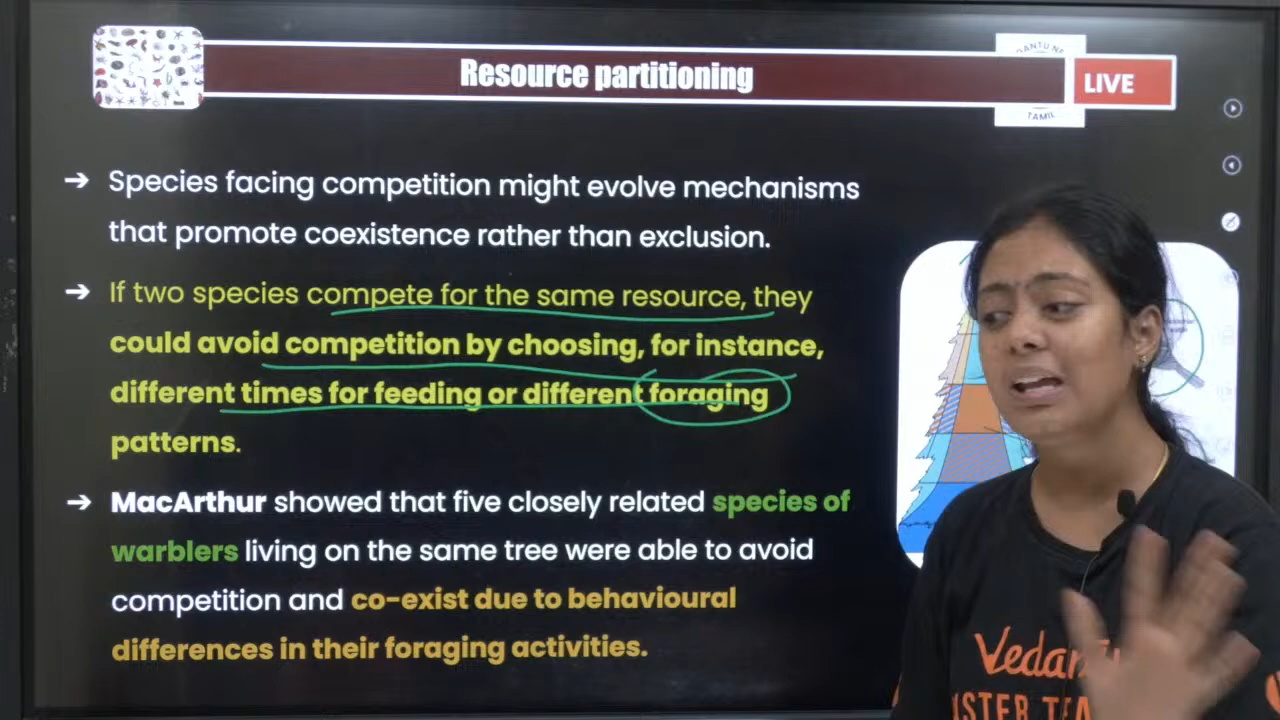 Resource partitioning
LIVE
TAMIL
→ Species facing competition might evolve mechanisms
that promote coexistence rather than exclusion.
→ If two species compete for the same resource, they
could avoid competition by choosing, for instance,
different times for feeding or different foraging
patterns.
→ MacArthur showed that five closely related species of
warblers living on the same tree were able to avoid
competition and co-exist due to behavioural
differences in their foraging activities.